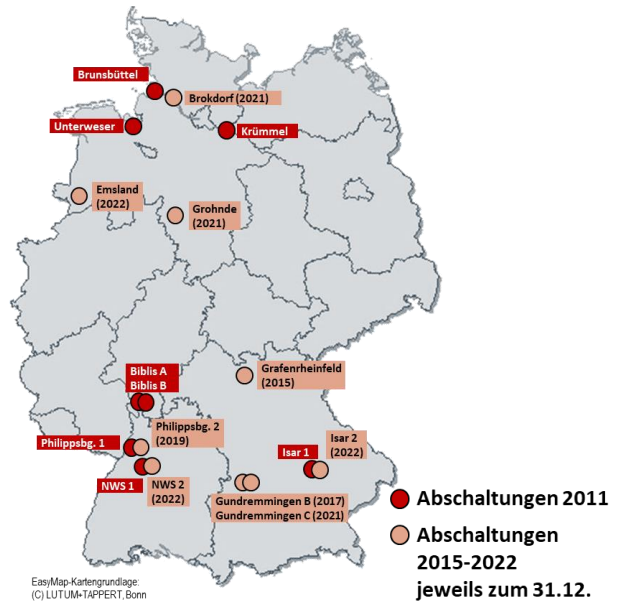 Brunsbüttel
Brokdorf (2021)
Unterweser
Krümmel
Emsland
(2022)
Grohnde
(2021)
Biblis A
Biblis B
Grafenrheinfeld
(2015)
Philippsbg. 1
Philippsbg. 2
(2019)
Isar 1
Isar 2
(2022)
NWS 1
NWS 2
(2022)
Gundremmingen B (2017)
Gundremmingen C (2021)
Abschaltungen 2011
Abschaltungen
2015-2022
jeweils zum 31.12.
EasyMap-Kartengrundlage:
(C) LUTUM+TAPPERT, Bonn